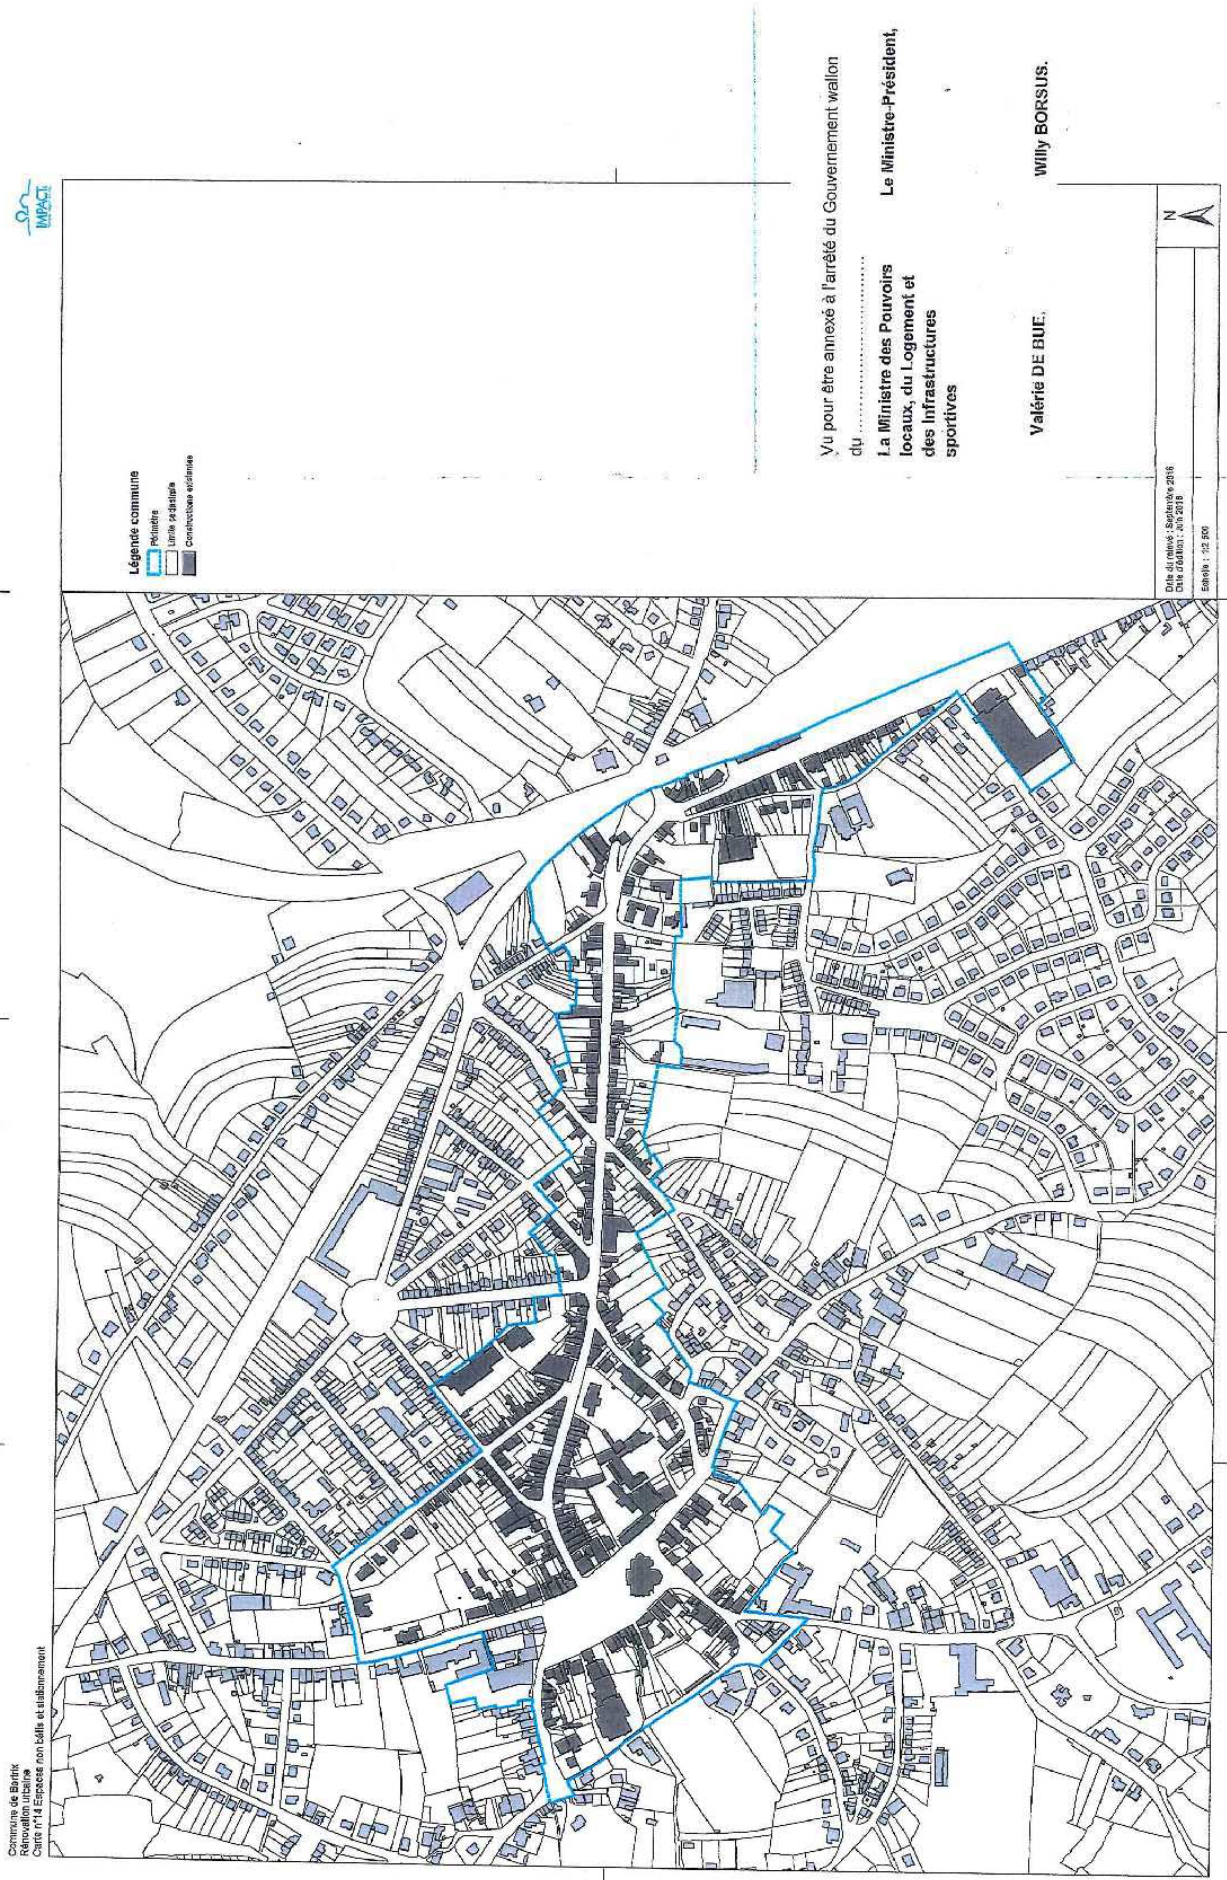 Commune de Bertrix
Rénovation urbaine
Carte n°14 Espaces non bâtis et stationnement
IMPACT
Légende commune
Périmètre
Limite cadastrale
Constructions existantes
Vu pour être annexé à l'arrêté du Gouvernement wallon
du ........................
La Ministre des Pouvoirs
locaux, du Logement et
des Infrastructures
sportives
Le Ministre-Président,
Valérie DE BUE.
Willy BORSUS.
Date du relevé : Septembre 2016
Date d'édition : Juin 2018
Echelle : 1:2 500
N